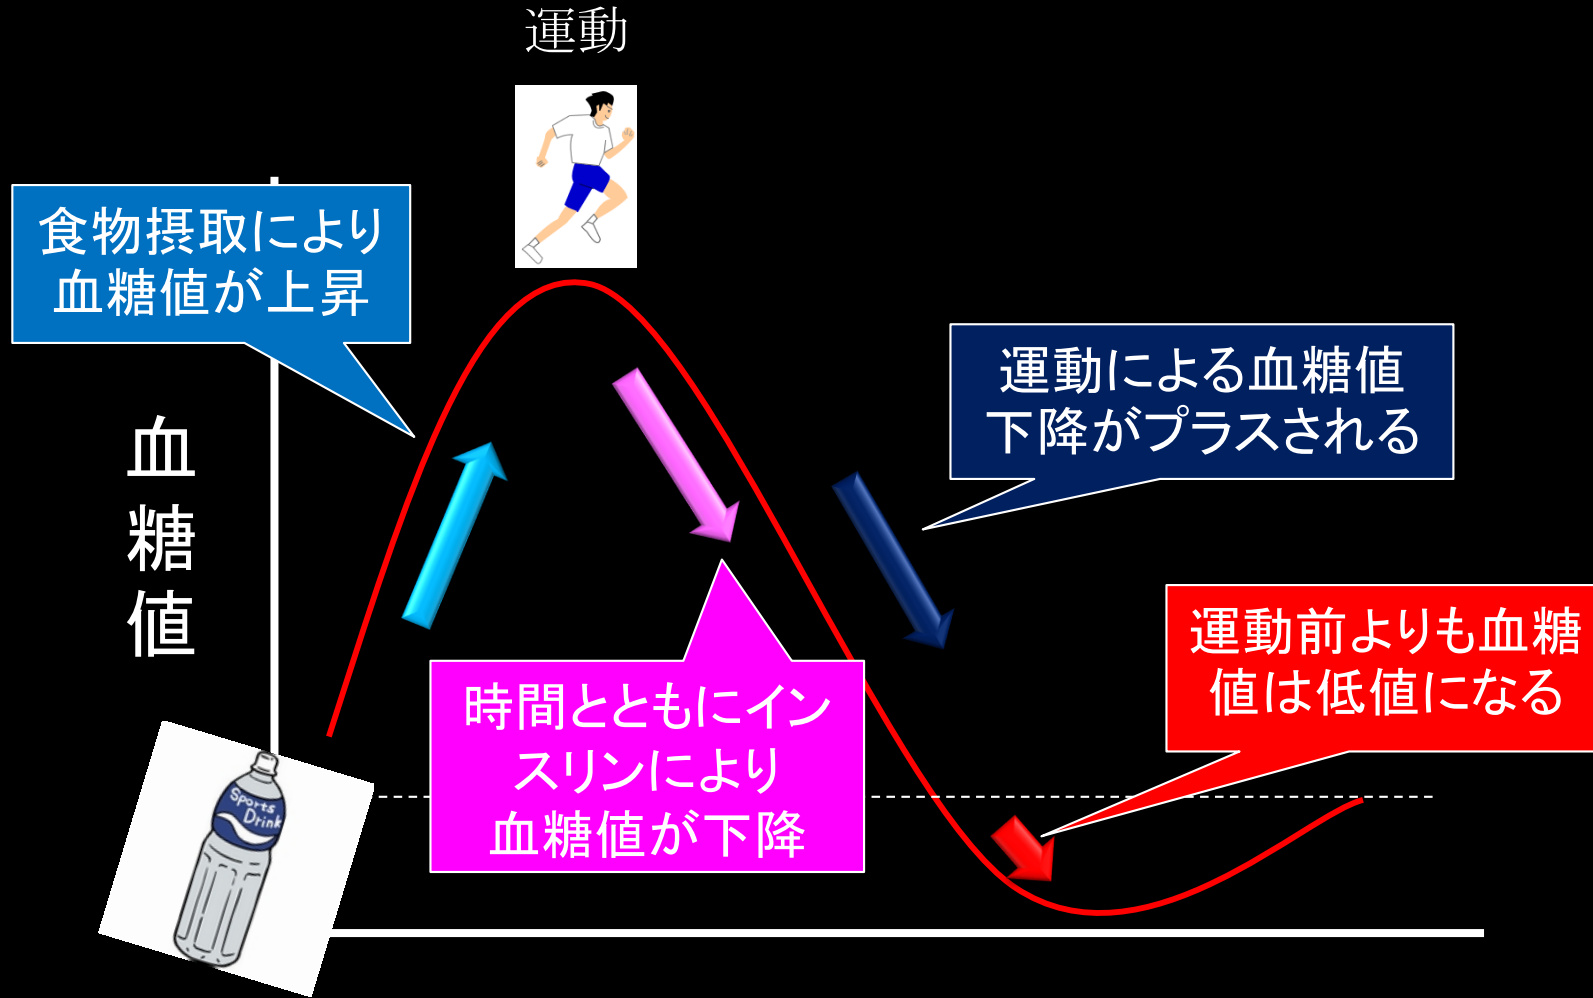 運動
食物摂取により
血糖値が上昇
血
糖
値
運動による血糖値
下降がプラスされる
運動前よりも血糖
値は低値になる
時間とともにイン
スリンにより
血糖値が下降
Sports
Drink